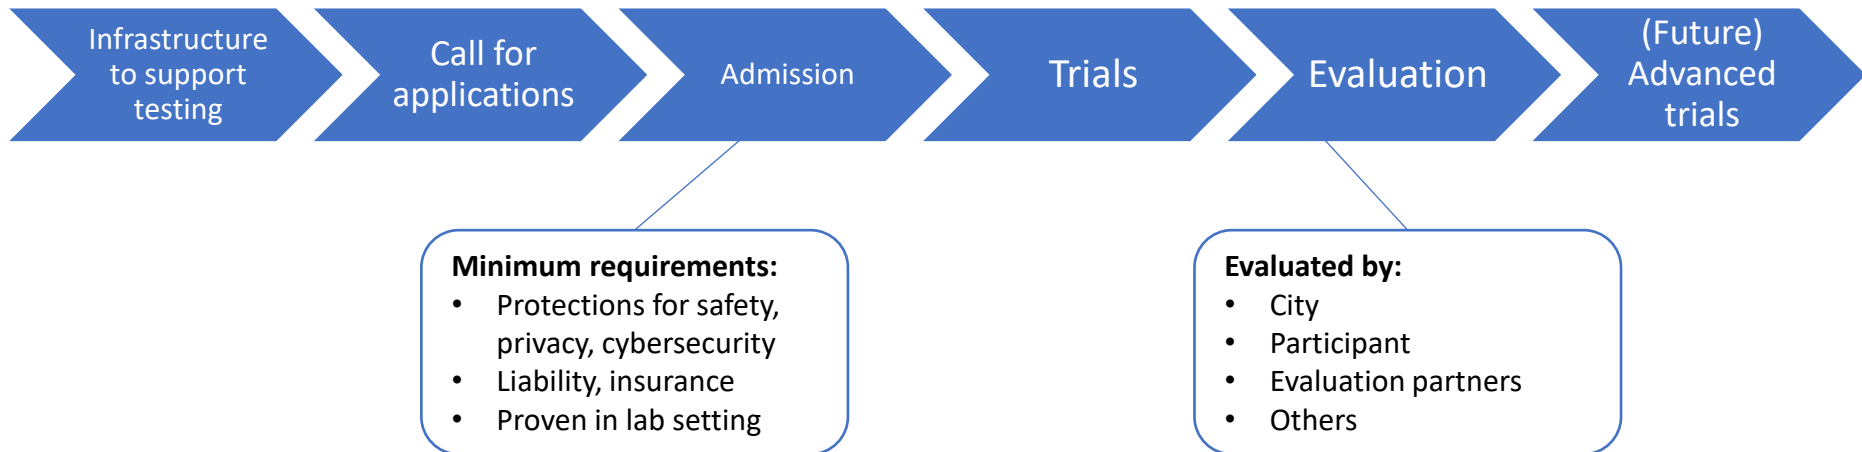 Infrastructure
to support
testing
Call for
applications
Admission
Trials
Evaluation
(Future)
Advanced
trials
Minimum requirements:
• Protections for safety,
privacy, cybersecurity
• Liability, insurance
• Proven in lab setting
Evaluated by:
• City
• Participant
• Evaluation partners
• Others